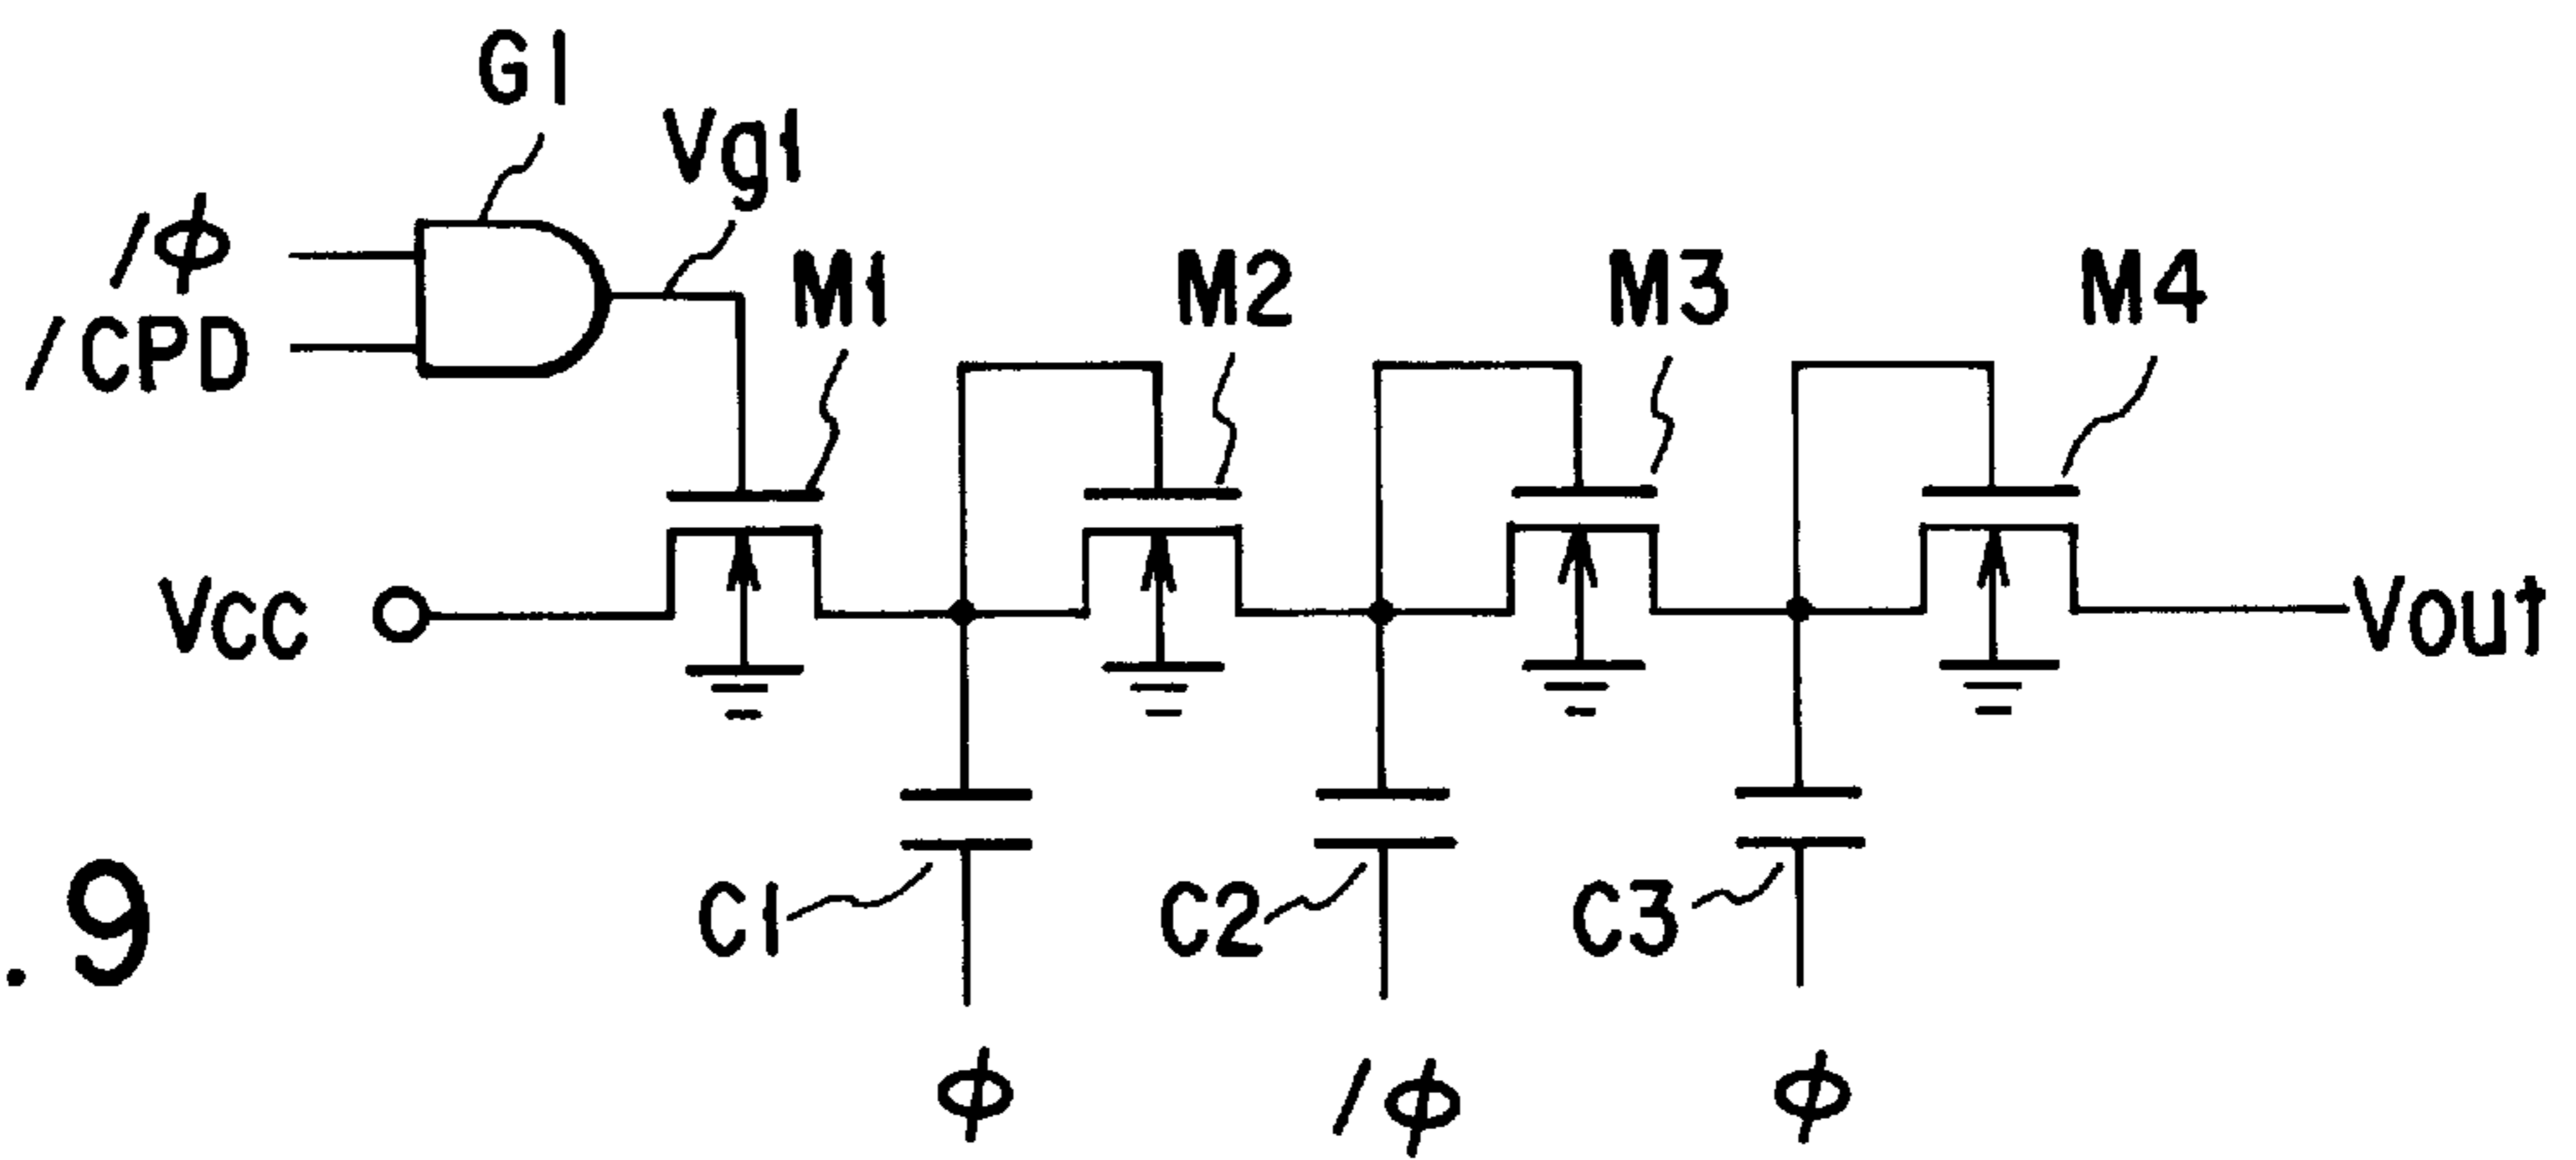 G1
Vg1
/φ
/CPD
M1
M2
M3
M4
Vcc
Vout
C1
C2
C3
. 9
φ
/φ
φ